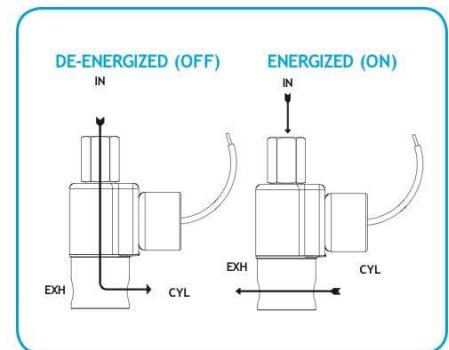 DE-ENERGIZED (OFF)
IN
EXH
CYL
ENERGIZED (ON)
IN
EXH
CYL